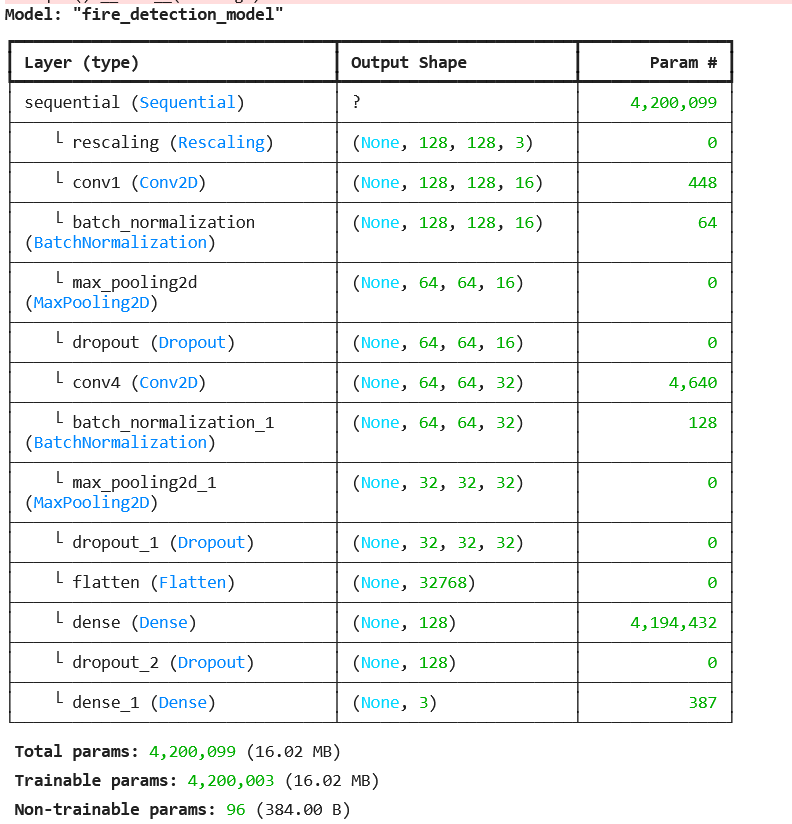 Model: "fire_detection_model"
Layer (type) Output Shape Param #
sequential (Sequential) ? 4,200,099
└ rescaling (Rescaling) (None, 128, 128, 3) 0
└ conv1 (Conv2D) (None, 128, 128, 16) 448
└ batch_normalization (None, 128, 128, 16) 64
(BatchNormalization)
└ max_pooling2d (None, 64, 64, 16) 0
(MaxPooling2D)
└ dropout (Dropout) (None, 64, 64, 16) 0
└ conv4 (Conv2D) (None, 64, 64, 32) 4,640
└ batch_normalization_1 (None, 64, 64, 32) 128
(BatchNormalization)
└ max_pooling2d_1 (None, 32, 32, 32) 0
(MaxPooling2D)
└ dropout_1 (Dropout) (None, 32, 32, 32) 0
└ flatten (Flatten) (None, 32768) 0
└ dense (Dense) (None, 128) 4,194,432
└ dropout_2 (Dropout) (None, 128) 0
└ dense_1 (Dense) (None, 3) 387
Total params: 4,200,099 (16.02 MB)
Trainable params: 4,200,003 (16.02 MB)
Non-trainable params: 96 (384.00 B)